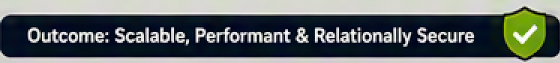 Outcome: Scalable, Performant & Relationally Secure